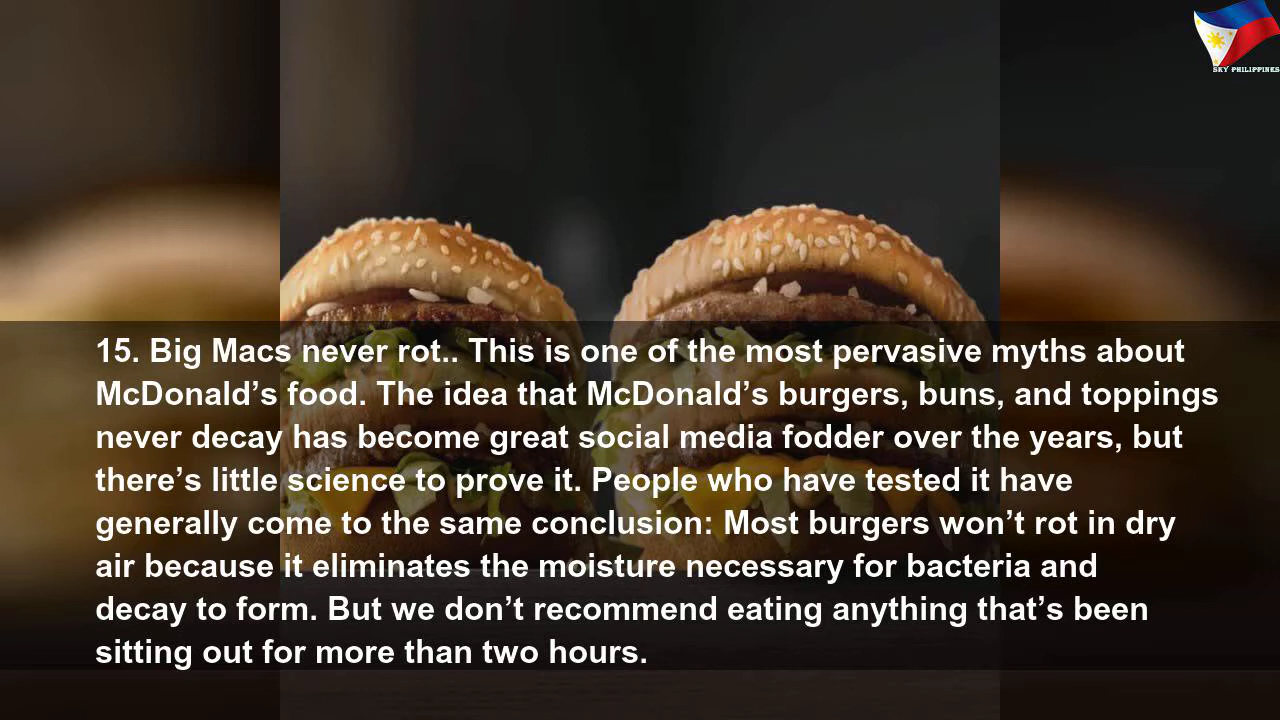 SKY PHILIPPINES
15. Big Macs never rot.. This is one of the most pervasive myths about
McDonald’s food. The idea that McDonald’s burgers, buns, and toppings
never decay has become great social media fodder over the years, but
there’s little science to prove it. People who have tested it have
generally come to the same conclusion: Most burgers won’t rot in dry
air because it eliminates the moisture necessary for bacteria and
decay to form. But we don’t recommend eating anything that’s been
sitting out for more than two hours.